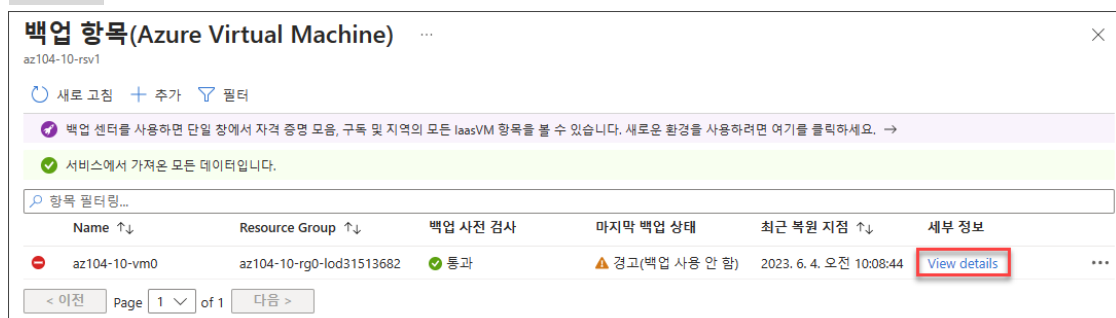 백업 항목(Azure Virtual Machine) ...
az104-10-rsv1
새로 고침 추가 필터
백업 센터를 사용하면 단일 창에서 자격 증명 모음, 구독 및 지역의 모든 IaasVM 항목을 볼 수 있습니다. 새로운 환경을 사용하려면 여기를 클릭하세요. →
서비스에서 가져온 모든 데이터입니다.
항목 필터링...
Name ↑↓ Resource Group ↑↓ 백업 사전 검사 마지막 백업 상태 최근 복원 지점 ↑↓ 세부 정보
az104-10-vm0 az104-10-rg0-lod31513682 통과 경고(백업 사용 안 함) 2023. 6. 4. 오전 10:08:44 View details ...
< 이전 Page 1 of 1 다음 >